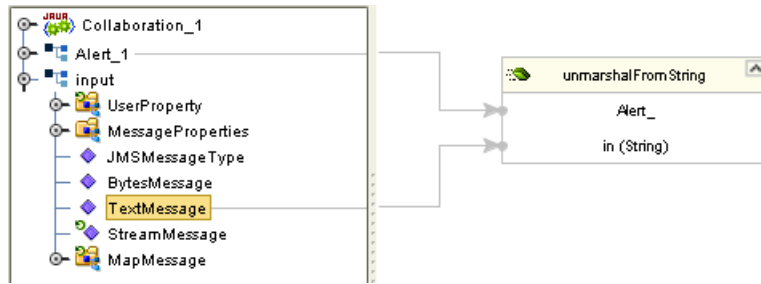 JAVA
Collaboration_1
Alert_1
input
UserProperty
MessageProperties
JMSMessageType
BytesMessage
TextMessage
StreamMessage
MapMessage
unmarshalFromString
Alert_
in (String)